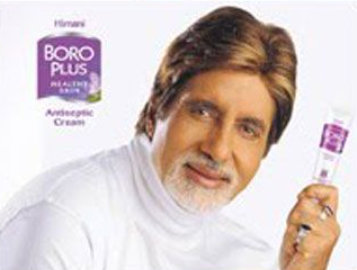 Himani
BORO
PLUS
HEALTHY
SKIN
Antiseptic
Cream